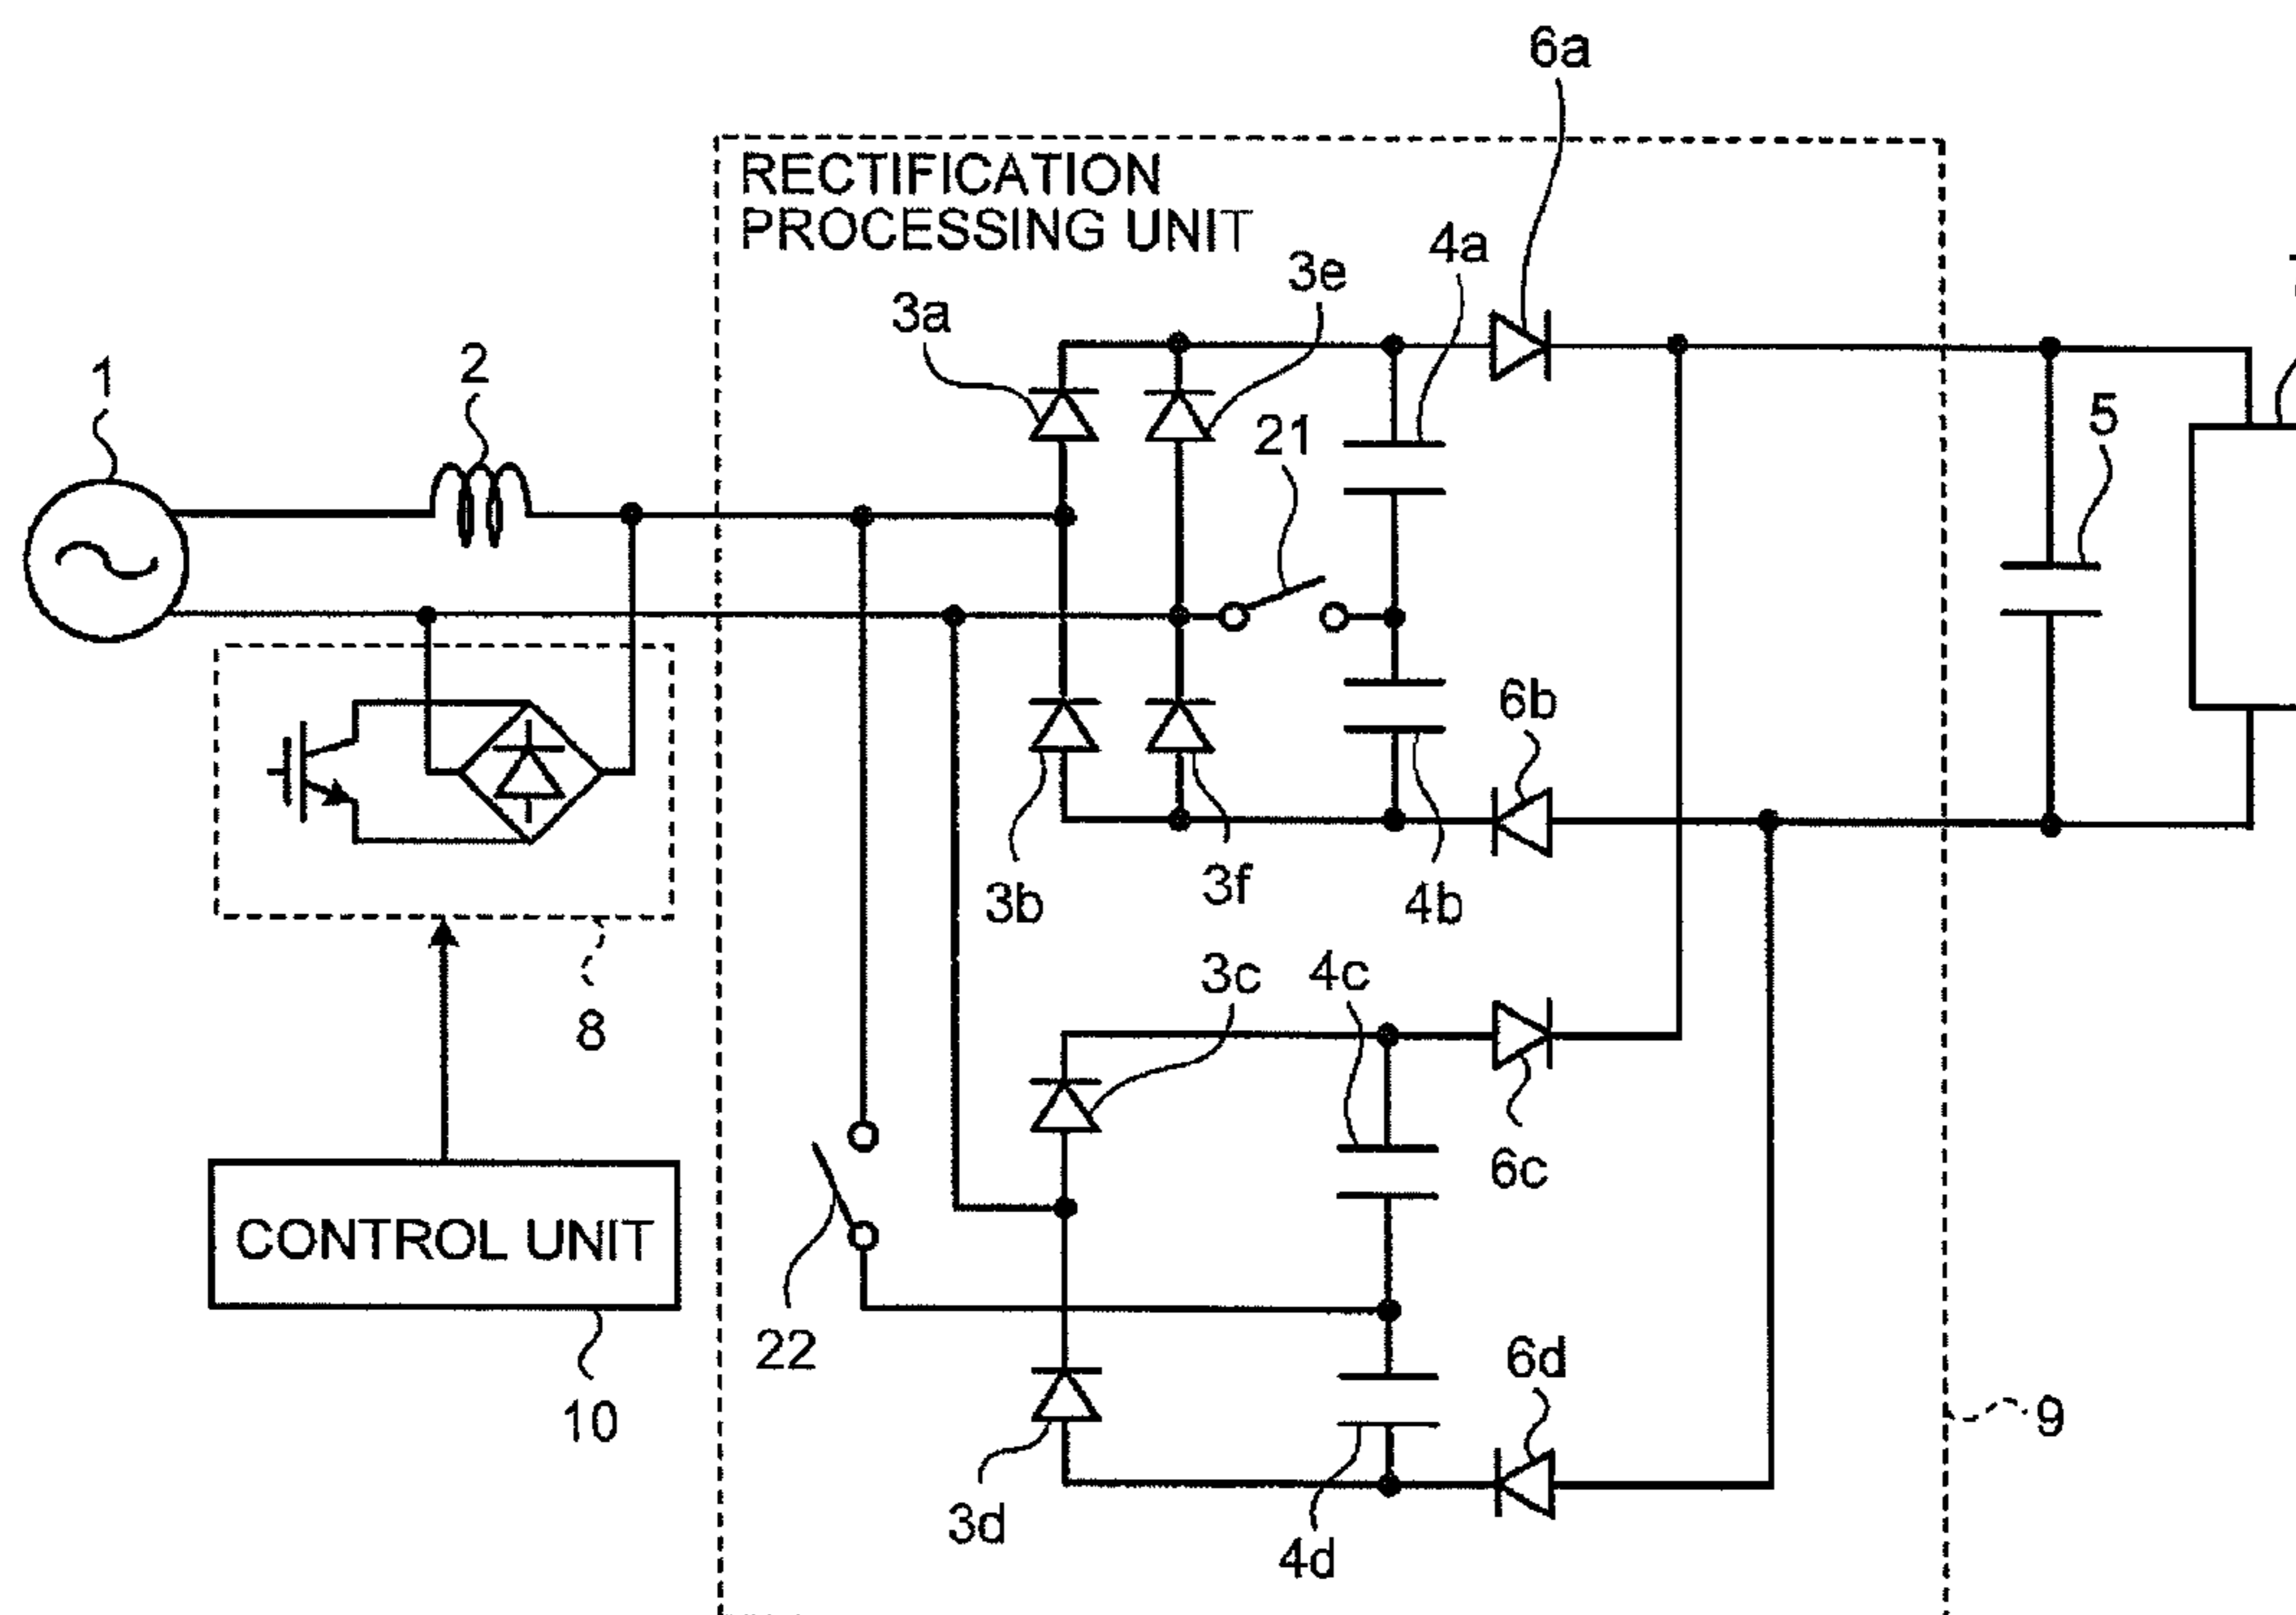 6a
RECTIFICATION
PROCESSING UNIT
4a
3e
3a
1
2
21
5
6b
3b
3f
4b
3c
4c
8
6c
CONTROL UNIT
22
6d
10
9
3d
4d